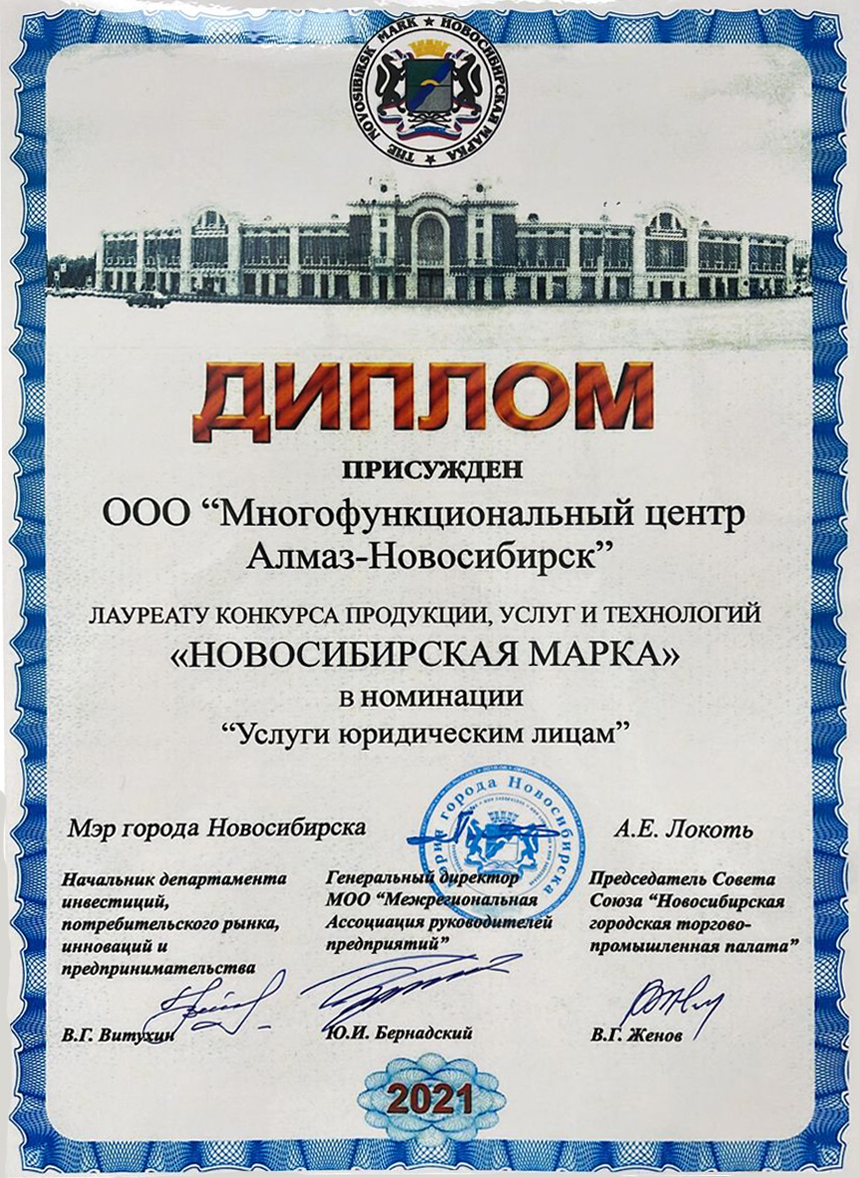 THE NOVOSIBIRSK MARK ★ НОВОСИБИРСКАЯ МАРКА ★
ДИПЛОМ
ПРИСУЖДЕН
ООО “Многофункциональный центр
Алмаз-Новосибирск”
ЛАУРЕАТУ КОНКУРСА ПРОДУКЦИИ, УСЛУГ И ТЕХНОЛОГИЙ
«НОВОСИБИРСКАЯ МАРКА»
в номинации
“Услуги юридическим лицам”
Мэр города Новосибирска
города Новосибирска
А.Е. Локоть
Начальник департамента
инвестиций,
потребительского рынка,
инноваций и
предпринимательства
В.Г. Витухин
Генеральный директор
МОО “Межрегиональная
Ассоциация руководителей
предприятий”
Ю.И. Бернадский
Председатель Совета
Союза “Новосибирская
городская торгово-
промышленная палата”
В.Г. Женов
2021